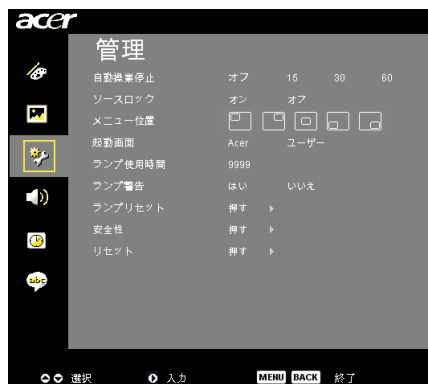 acer
管理
自動操業停止 オフ 15 30 60
ソースロック オン オフ
メニュー位置
起動画面 Acer ユーザー
ランプ使用時間 9999
ランプ警告 はい いいえ
ランプリセット 押す
安全性 押す
リセット 押す
abc
選択 入力 MENU BACK 終了